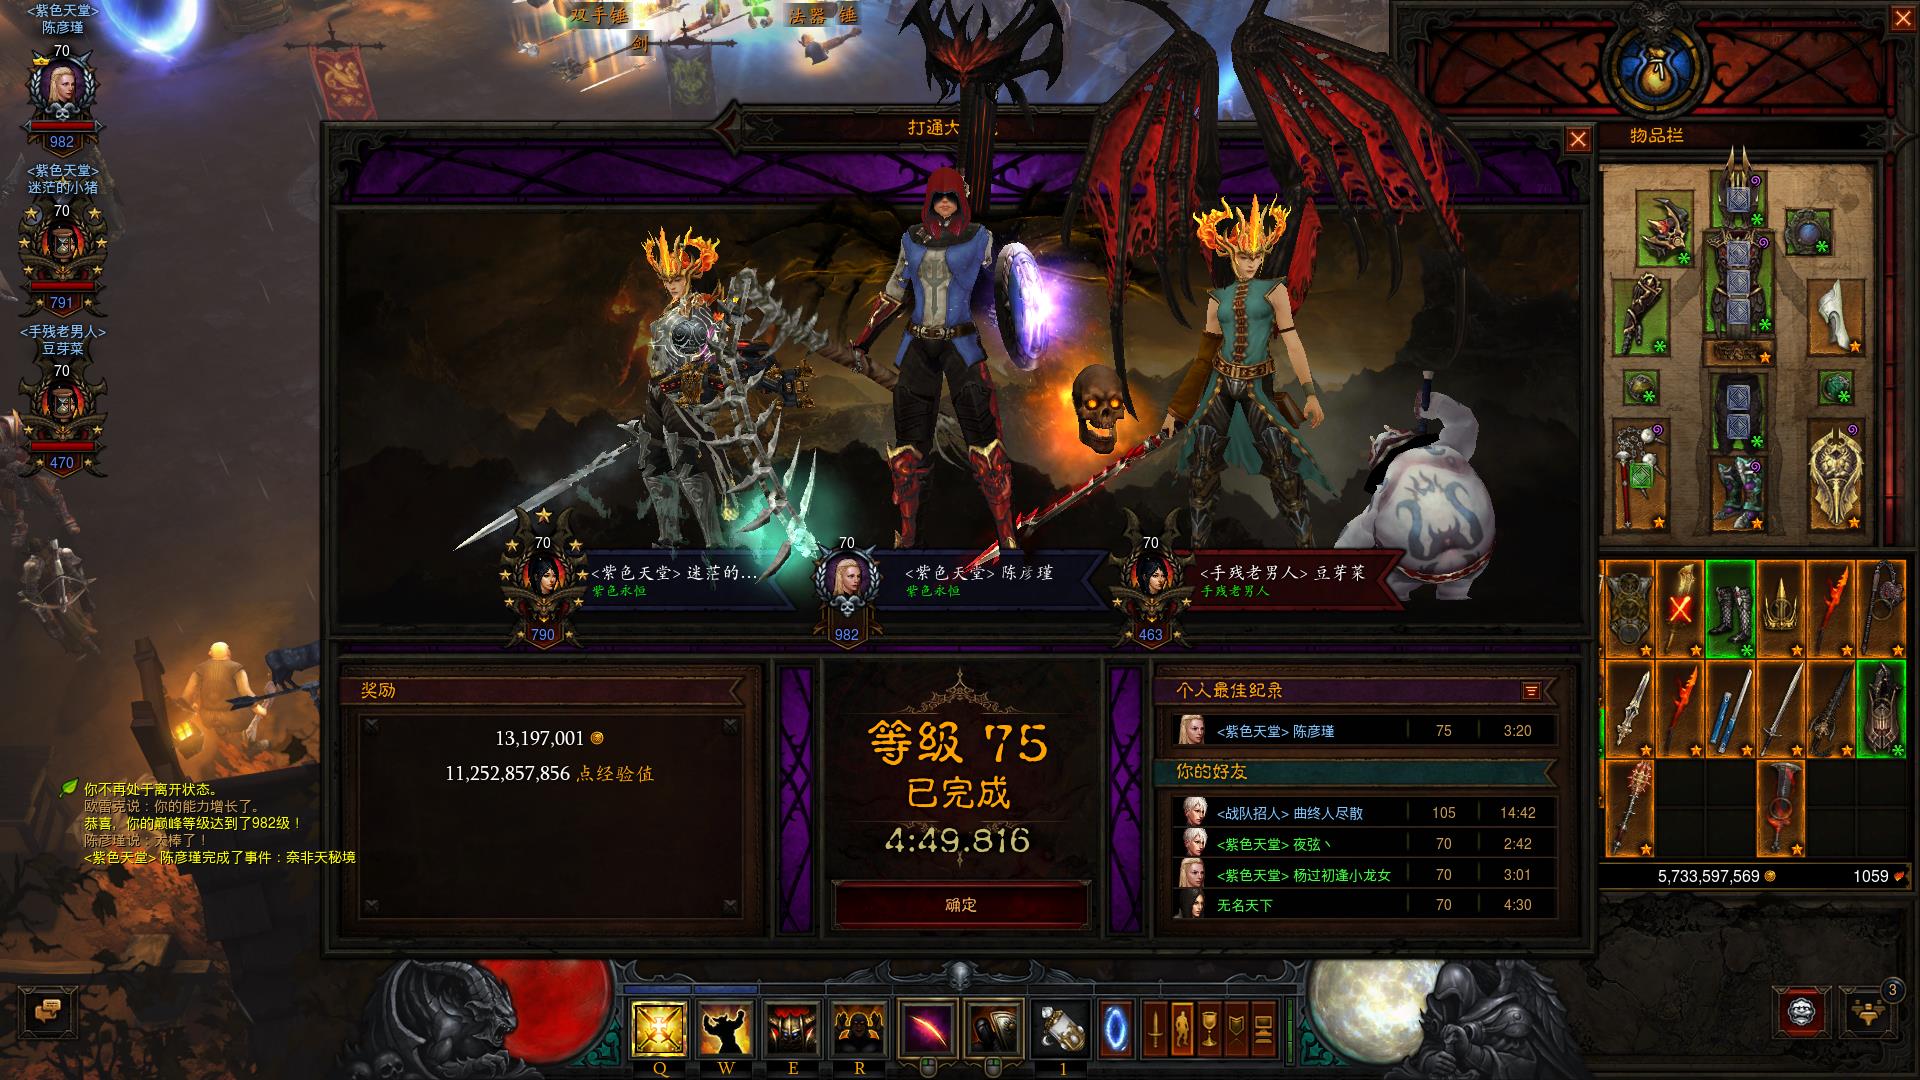 <紫色天堂>
陈彦瑾
70
982
<紫色天堂>
迷茫的小猪
70
791
<手残老男人>
豆芽菜
70
470
双手锤
法器 锤
剑
打通大
物品栏
70
<紫色天堂> 迷茫的...
紫色永恒
790
70
<紫色天堂> 陈彦瑾
紫色永恒
982
70
<手残老男人> 豆芽菜
手残老男人
463
奖励
13,197,001
11,252,857,856 点经验值
等级 75
已完成
4:49.816
确定
个人最佳纪录
<紫色天堂> 陈彦瑾 75 3:20
你的好友
<战队招人> 曲终人尽散 105 14:42
<紫色天堂> 夜弦丶 70 2:42
<紫色天堂> 杨过初逢小龙女 70 3:01
无名天下 70 4:30
5,733,597,569 1059
你不再处于离开状态。
欧雷克说：你的能力增长了。
恭喜，你的巅峰等级达到了982级！
陈彦瑾说：太棒了！
<紫色天堂> 陈彦瑾完成了事件：奈非天秘境
Q W E R 1
3